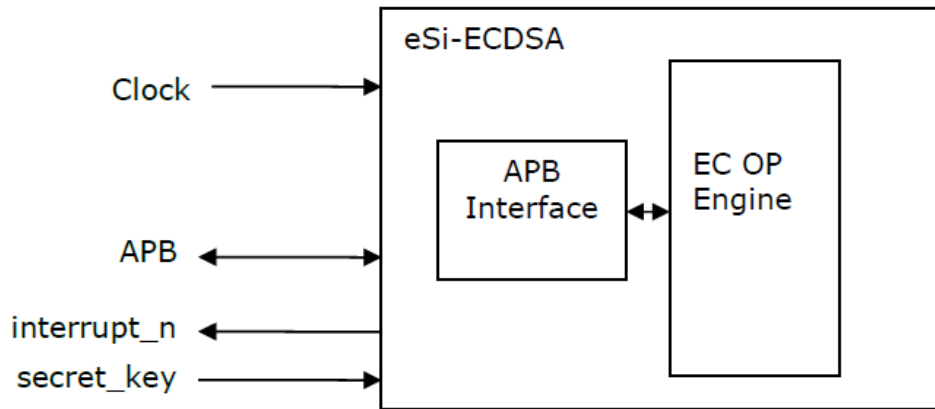 eSi-ECDSA
Clock
APB
Interface
EC OP
Engine
APB
interrupt_n
secret_key